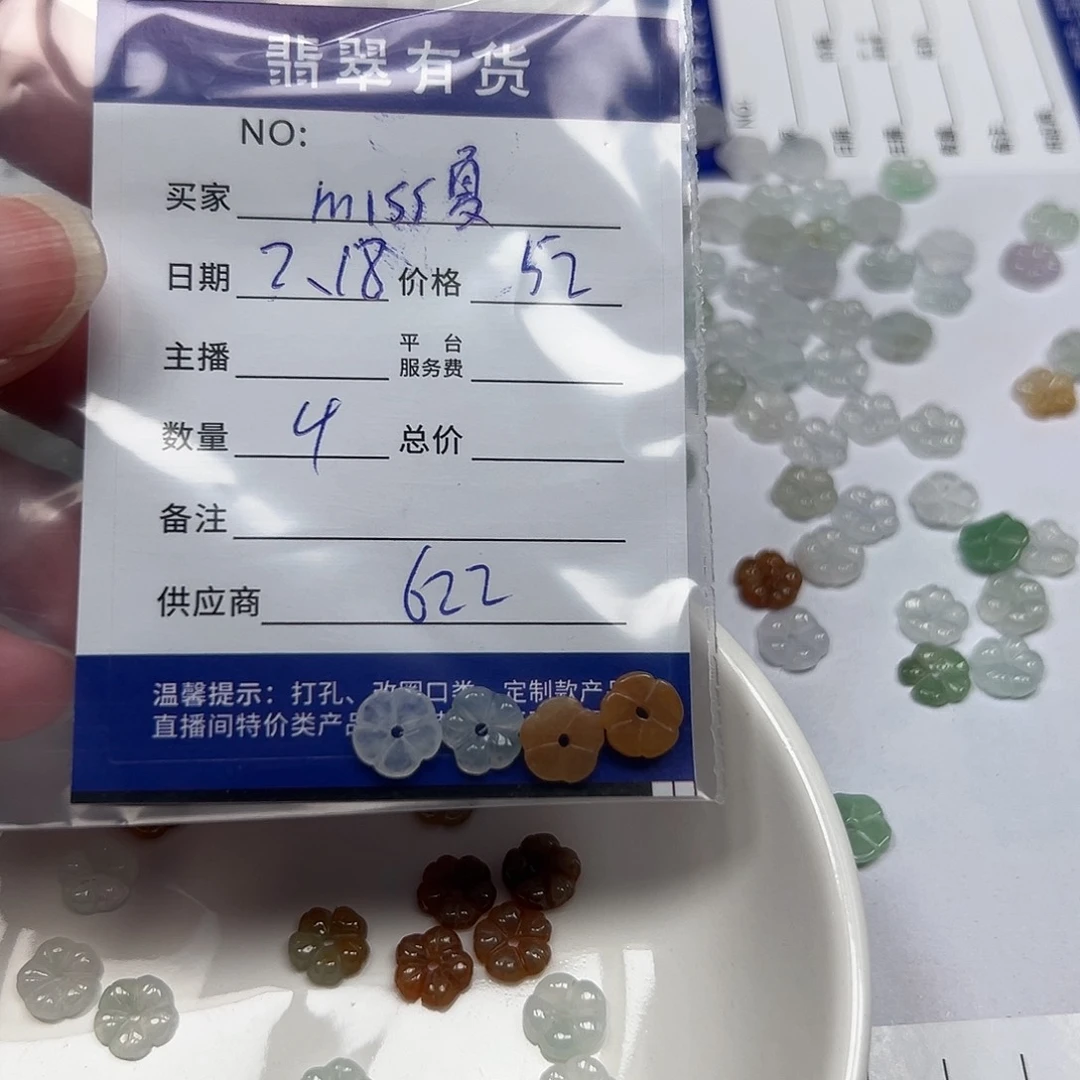 翡翠有货
NO:
买家 miss夏
日期 2、18 价格 52
主播 平台服务费
数量 4 总价
备注
供应商 622
温馨提示：打孔、改圈口类、定制款产品
直播间特价类产品